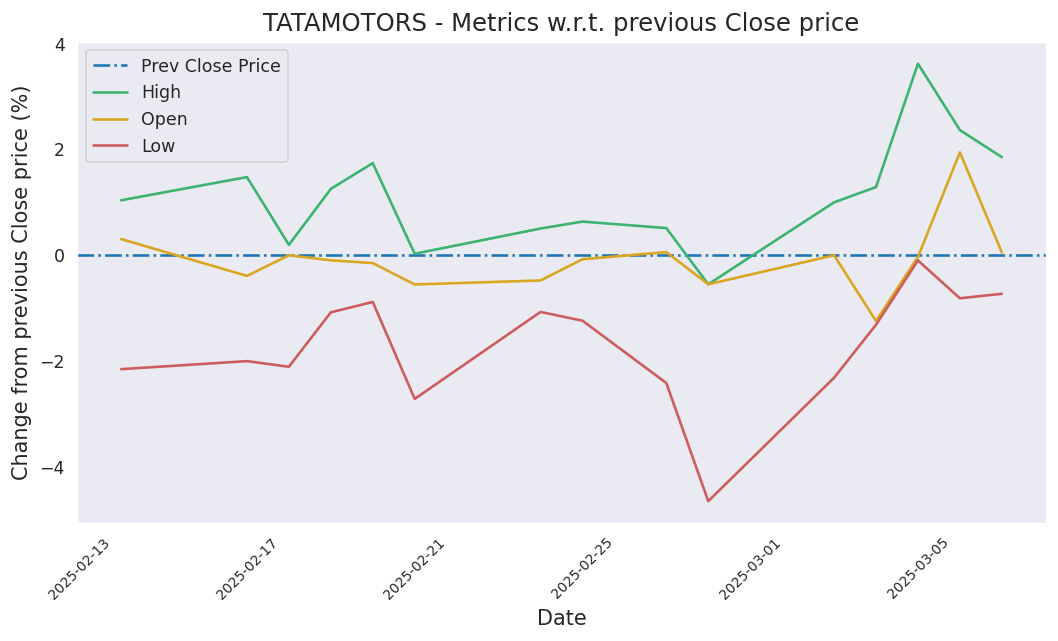 TATAMOTORS - Metrics w.r.t. previous Close price
Prev Close Price
High
Open
Low
Change from previous Close price (%)
4
2
0
−2
−4
2025-02-13
2025-02-17
2025-02-21
2025-02-25
2025-03-01
2025-03-05
Date